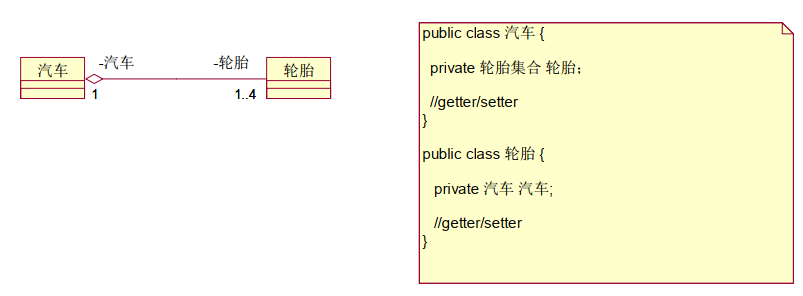 -汽车
-轮胎
汽车
轮胎
1
1..4
public class 汽车 {
private 轮胎集合 轮胎;
//getter/setter
}
public class 轮胎 {
private 汽车 汽车;
//getter/setter
}